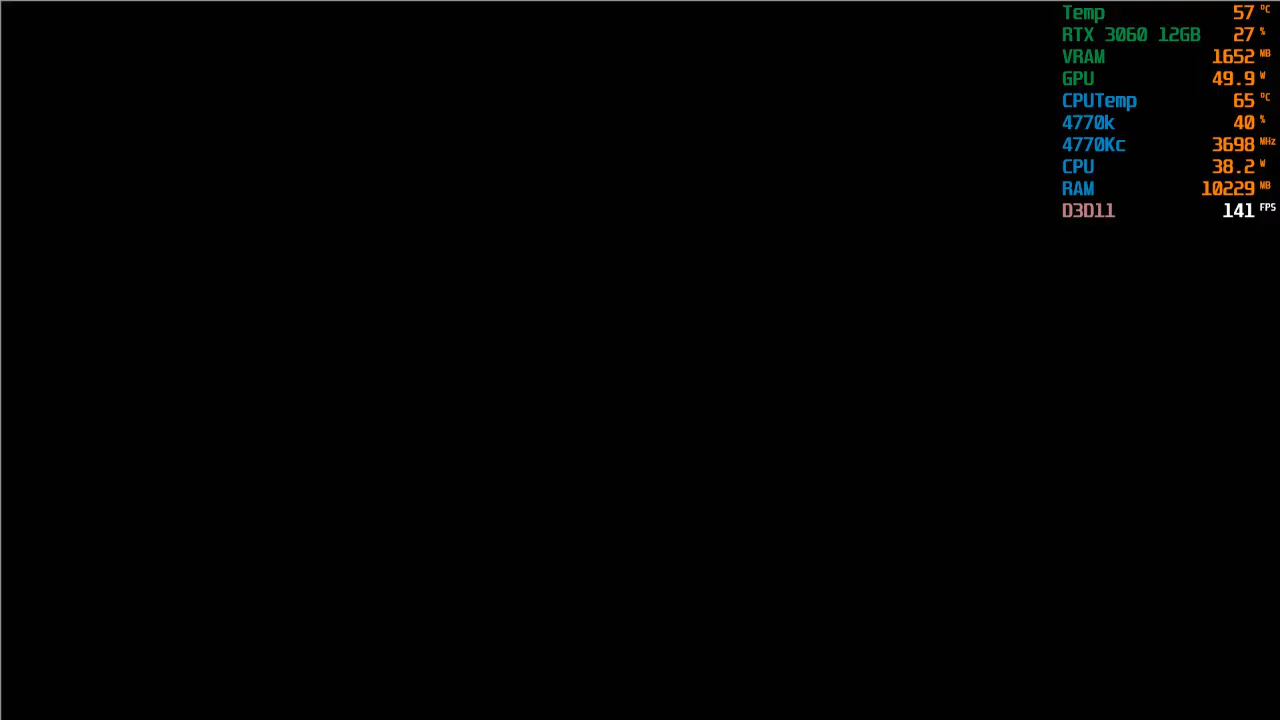 Temp 57 °C
RTX 3060 12GB 27 %
VRAM 1652 MB
GPU 49.9 W
CPUTemp 65 °C
4770k 40 %
4770Kc 3698 MHz
CPU 38.2 W
RAM 10229 MB
D3D11 141 FPS